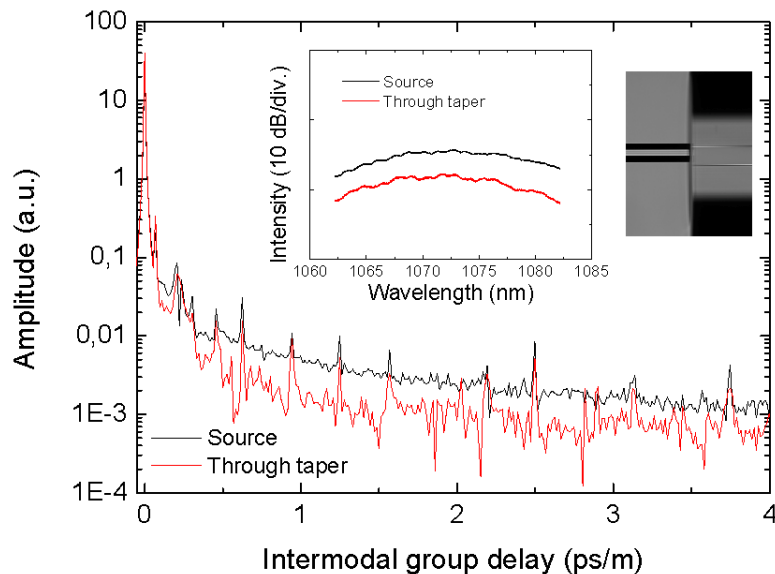 100
10
1
0,1
0,01
1E-3
1E-4
Amplitude (a.u.)
Source
Through taper
Intensity (10 dB/div.)
1060 1065 1070 1075 1080 1085
Wavelength (nm)
Source
Through taper
0 1 2 3 4
Intermodal group delay (ps/m)